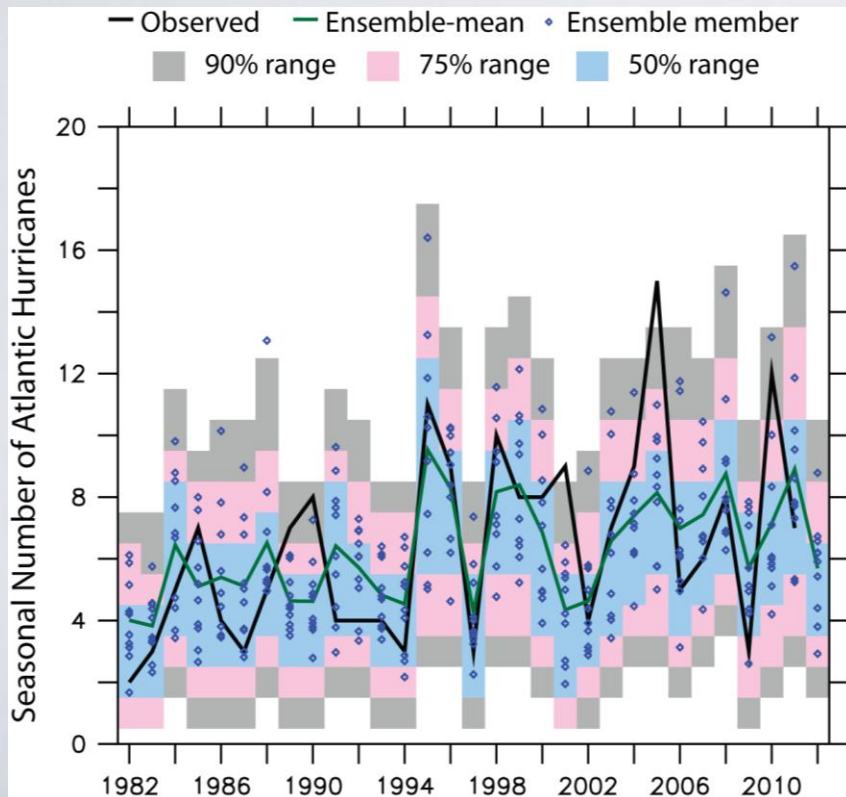 Observed Ensemble-mean Ensemble member
90% range 75% range 50% range
Seasonal Number of Atlantic Hurricanes
20
16
12
8
4
0
1982 1986 1990 1994 1998 2002 2006 2010